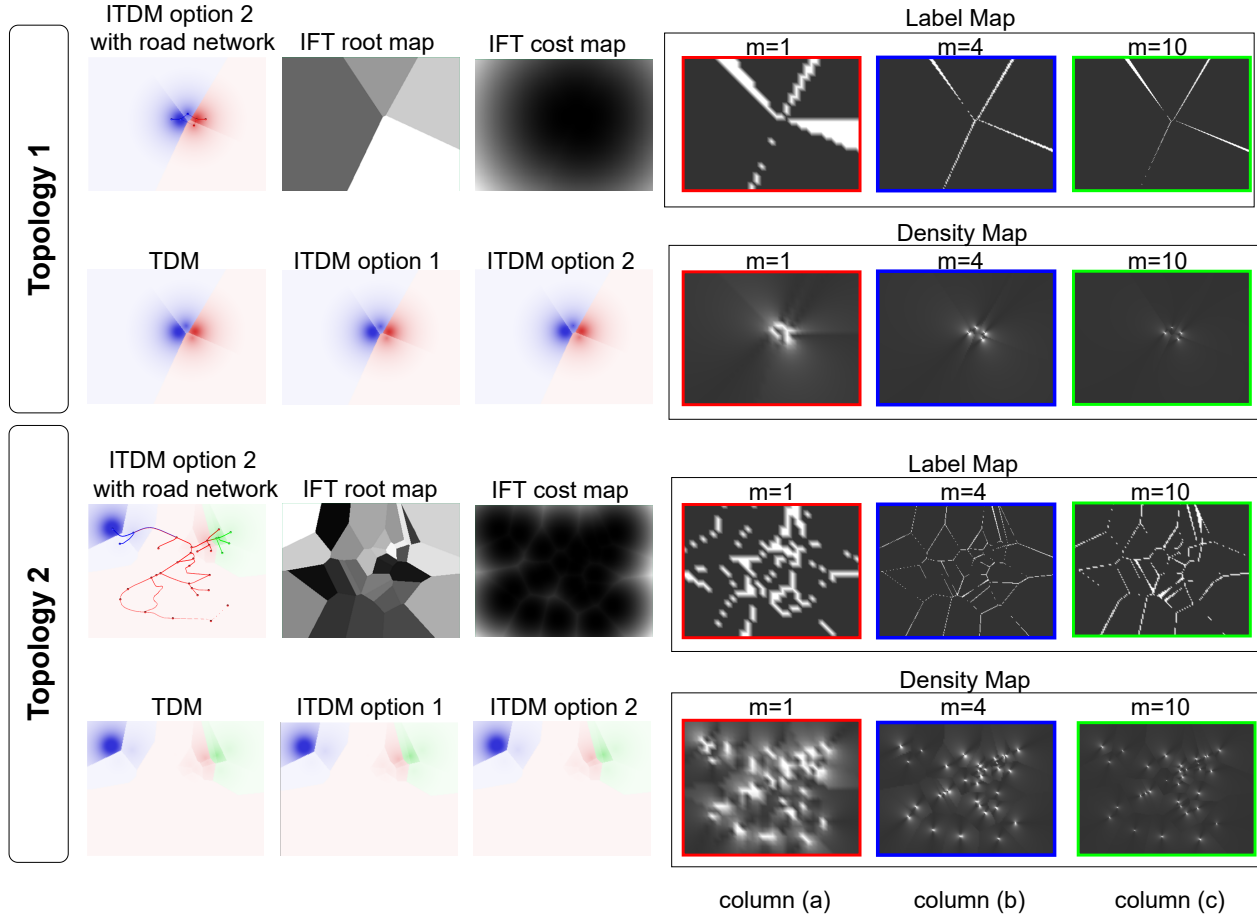 Topology 1
ITDM option 2
with road network
IFT root map
IFT cost map
Label Map
m=1
m=4
m=10
TDM
ITDM option 1
ITDM option 2
Density Map
m=1
m=4
m=10
Topology 2
ITDM option 2
with road network
IFT root map
IFT cost map
Label Map
m=1
m=4
m=10
TDM
ITDM option 1
ITDM option 2
Density Map
m=1
m=4
m=10
column (a)
column (b)
column (c)